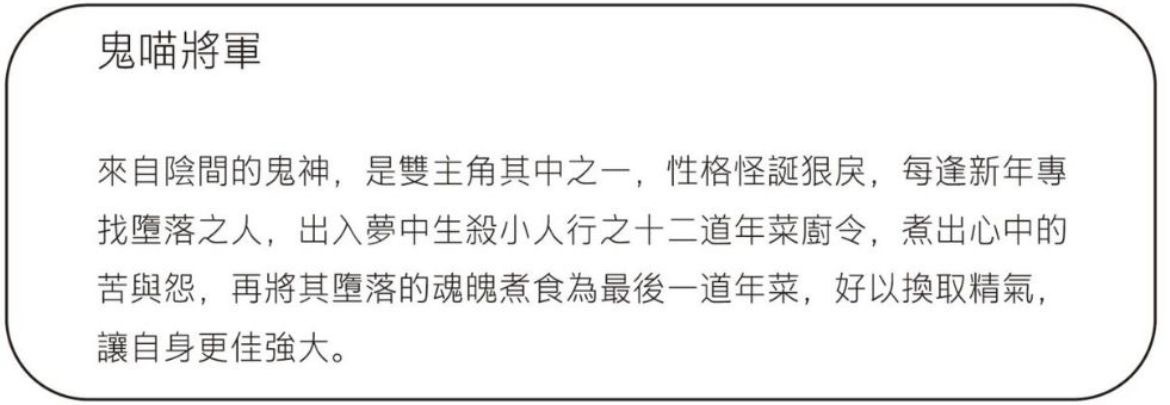 鬼喵將軍
來自陰間的鬼神，是雙主角其中之一，性格怪誕狠戾，每逢新年專
找墮落之人，出入夢中生殺小人行之十二道年菜廚令，煮出心中的
苦與怨，再將其墮落的魂魄煮食為最後一道年菜，好以換取精氣，
讓自身更佳強大。